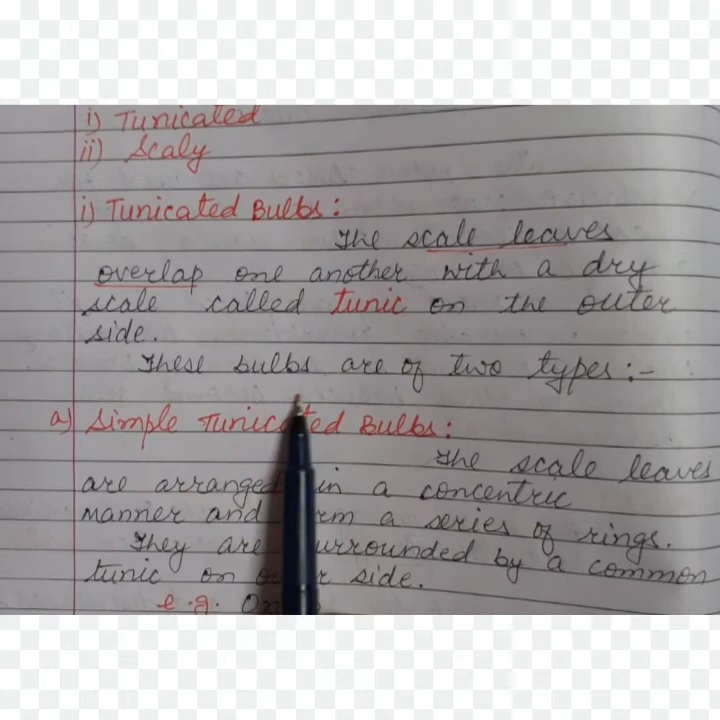 i) Tunicated
ii) Scaly
i) Tunicated Bulbs :
The scale leaves
overlap one another with a dry
scale called tunic on the outer
side.
These bulbs are of two types :-
a) Simple Tunicated Bulbs :
The scale leaves
are arranged in a concentric
manner and a series of rings.
They are surrounded by a common
tunic on side.
e.g.